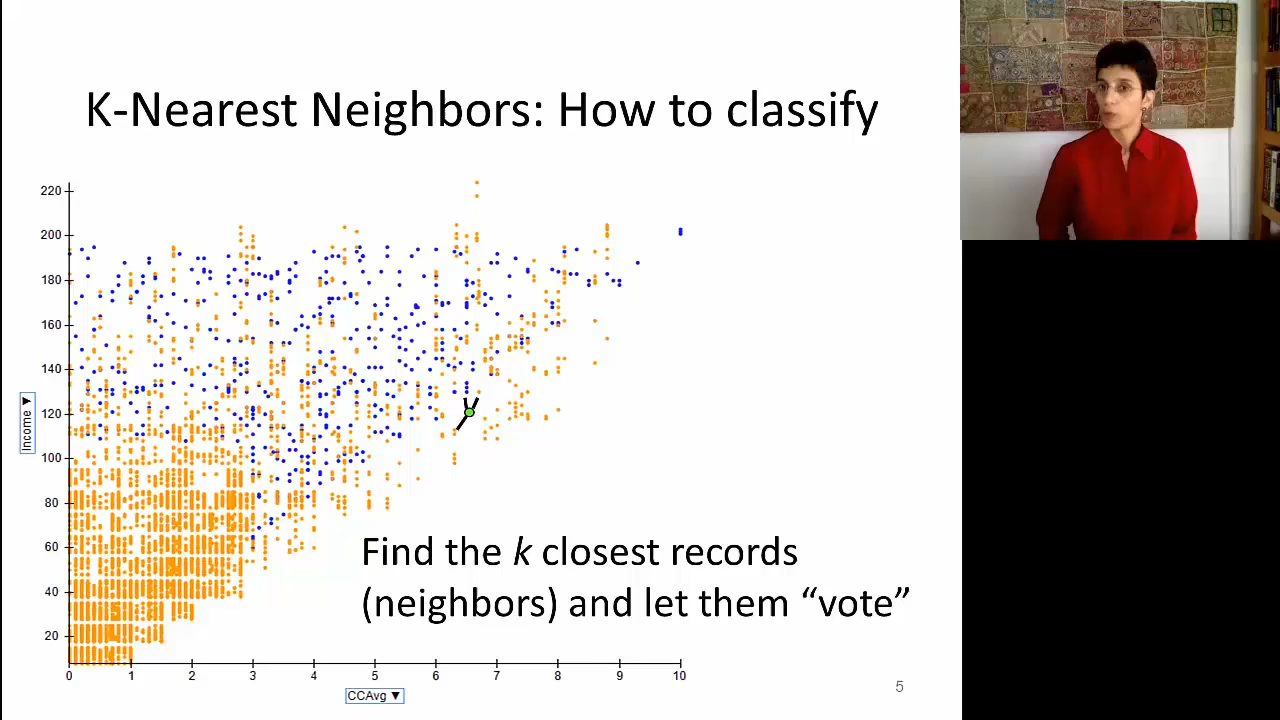 K-Nearest Neighbors: How to classify
220
200
180
160
140
120
100
80
60
40
20
Income ▼
0 1 2 3 4 5 6 7 8 9 10
CCAvg ▼
Find the k closest records
(neighbors) and let them “vote”
5